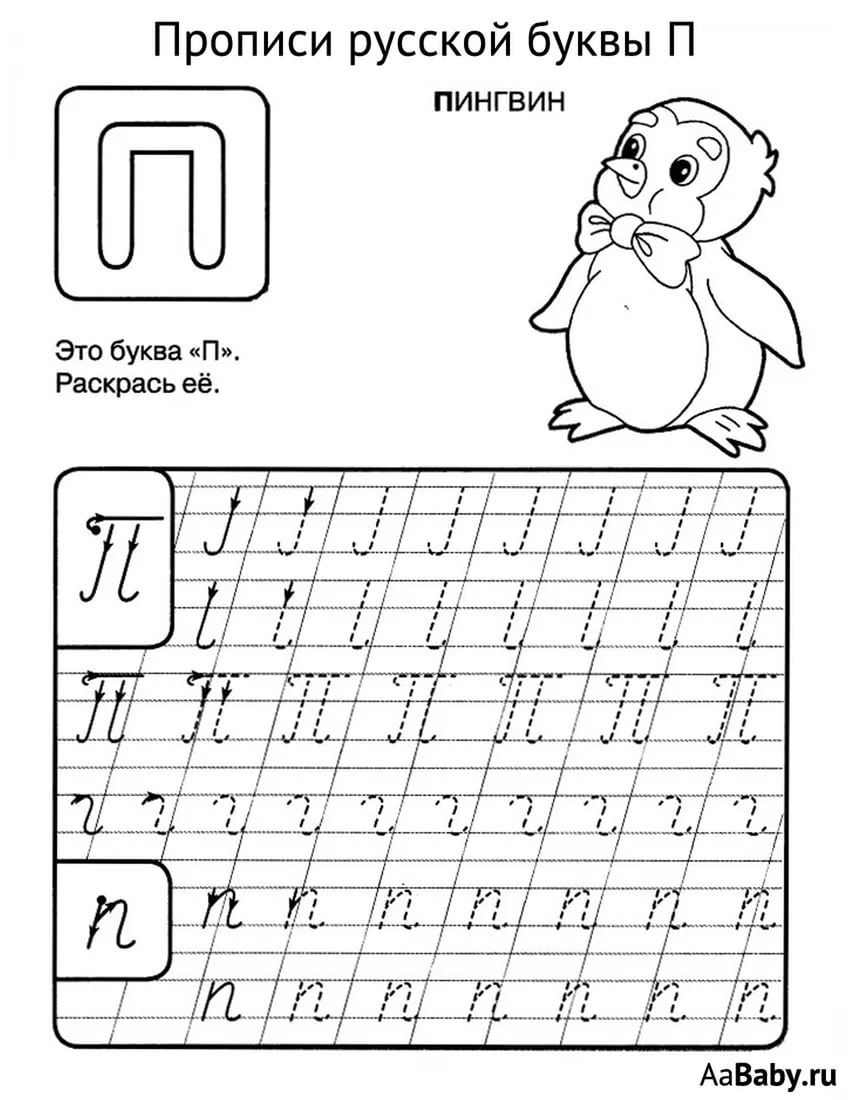 Прописи русской буквы П
П
пингвин
Это буква «П».
Раскрась её.
П
П П П П П П П
п
п п п п п п п
п п п п п п п
AaBaby.ru